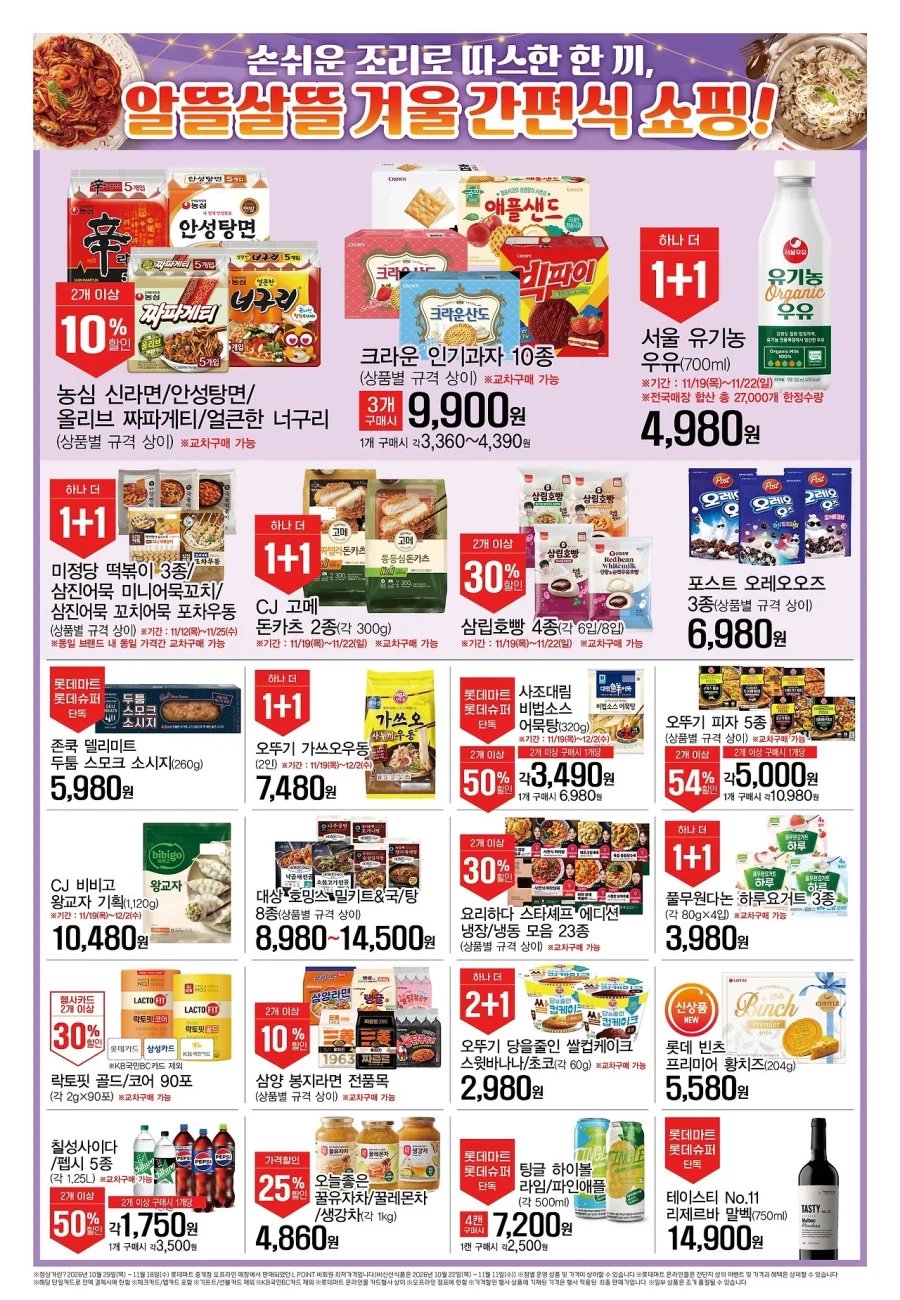 손쉬운 조리로 따스한 한 끼,
알뜰살뜰 겨울 간편식 쇼핑!
2개 이상
10%할인
농심 신라면/안성탕면/
올리브 짜파게티/얼큰한 너구리
(상품별 규격 상이) ※교차구매 가능
크라운 인기과자 10종
(상품별 규격 상이) ※교차구매 가능
3개 구매시 9,900원
1개 구매시 각3,360~4,390원
하나 더
1+1
서울 유기농
우유(700ml)
※기간 : 11/19(목)~11/22(일)
※전국매장 합산 총 27,000개 한정수량
4,980원
하나 더
1+1
미정당 떡볶이 3종/
삼진어묵 미니어묵꼬치/
삼진어묵 꼬치어묵 포차우동
(상품별 규격 상이) ※기간 : 11/12(목)~11/25(수)
※동일 브랜드 내 동일 가격간 교차구매 가능
하나 더
1+1
CJ 고메
돈카츠 2종(각 300g)
※기간 : 11/19(목)~11/22(일) ※교차구매 가능
2개 이상
30%할인
삼립호빵 4종(각 6입/8입)
※기간 : 11/19(목)~11/22(일) ※교차구매 가능
포스트 오레오오즈
3종(상품별 규격 상이)
6,980원
롯데마트
롯데슈퍼
단독
존쿡 델리미트
두툼 스모크 소시지(260g)
5,980원
하나 더
1+1
오뚜기 가쓰오우동
(2인) ※기간 : 11/19(목)~12/2(수)
7,480원
롯데마트
롯데슈퍼
단독
사조대림
비법소스
어묵탕(320g)
※기간 : 11/19(목)~12/2(수)
2개 이상
50%할인
2개 이상 구매시 1개당
각3,490원
1개 구매시 6,980원
오뚜기 피자 5종
(상품별 규격 상이) ※교차구매 가능
2개 이상
54%할인
2개 이상 구매시 1개당
각5,000원
1개 구매시 각10,980원
CJ 비비고
왕교자 기획(1,120g)
※기간 : 11/19(목)~12/2(수)
10,480원
대상 호밍스 밀키트&국/탕
8종(상품별 규격 상이)
8,980~14,500원
2개 이상
30%할인
요리하다 스타셰프 에디션
냉장/냉동 모음 23종
(상품별 규격 상이) ※교차구매 가능
하나 더
1+1
풀무원다논 하루요거트 3종
(각 80g×4입) ※교차구매 가능
3,980원
행사카드
2개 이상
30%할인
롯데카드 삼성카드 KB국민카드
※KB국민BC카드 제외
락토핏 골드/코어 90포
(각 2g×90포) ※교차구매 가능
2개 이상
10%할인
삼양 봉지라면 전품목
(상품별 규격 상이) ※교차구매 가능
하나 더
2+1
오뚜기 당을줄인 쌀컵케이크
스윗바나나/초코(각 60g) ※교차구매 가능
2,980원
신상품
NEW
롯데 빈츠
프리미어 왕치즈(204g)
5,580원
칠성사이다
/펩시 5종
(각 1.25L) ※교차구매 가능
2개 이상
50%할인
2개 이상 구매시 1개당
각1,750원
1개 구매시 각3,500원
가격할인
25%할인
오늘좋은
꿀유자차/꿀레몬차
/생강차(각 1kg)
4,860원
팅글 하이볼
라임/파인애플
(각 500ml)
4캔 구매시 7,200원
1캔 구매시 각2,500원
롯데마트
롯데슈퍼
단독
테이스티 No.11
리제르바 말벡(750ml)
14,900원